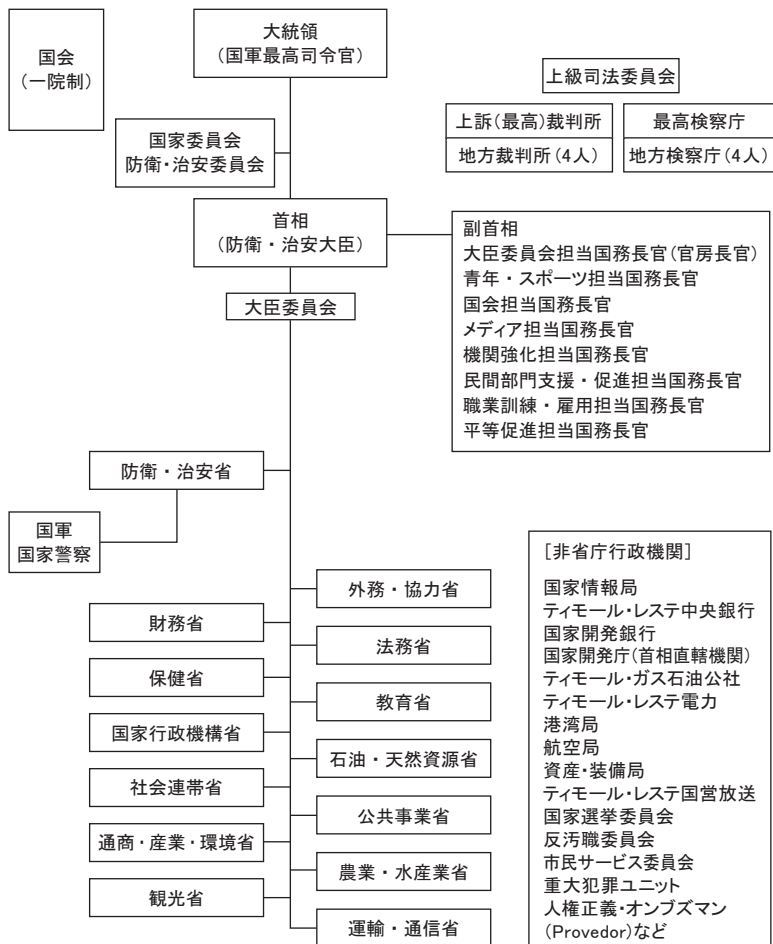 国会
(一院制)
大統領
(国軍最高司令官)
上級司法委員会
上訴(最高)裁判所
最高検察庁
地方裁判所(4人)
地方検察庁(4人)
国家委員会
防衛・治安委員会
首相
(防衛・治安大臣)
副首相
大臣委員会担当国務長官(官房長官)
青年・スポーツ担当国務長官
国会担当国務長官
メディア担当国務長官
機関強化担当国務長官
民間部門支援・促進担当国務長官
職業訓練・雇用担当国務長官
平等促進担当国務長官
大臣委員会
防衛・治安省
国軍
国家警察
外務・協力省
財務省
法務省
保健省
教育省
国家行政機構省
石油・天然資源省
社会連帯省
公共事業省
通商・産業・環境省
農業・水産業省
観光省
運輸・通信省
[非省庁行政機関]
国家情報局
ティモール・レステ中央銀行
国家開発銀行
国家開発庁(首相直轄機関)
ティモール・ガス石油公社
ティモール・レステ電力
港湾局
航空局
資産・装備局
ティモール・レステ国営放送
国家選挙委員会
反汚職委員会
市民サービス委員会
重大犯罪ユニット
人権正義・オンブズマン
(Provedor)など